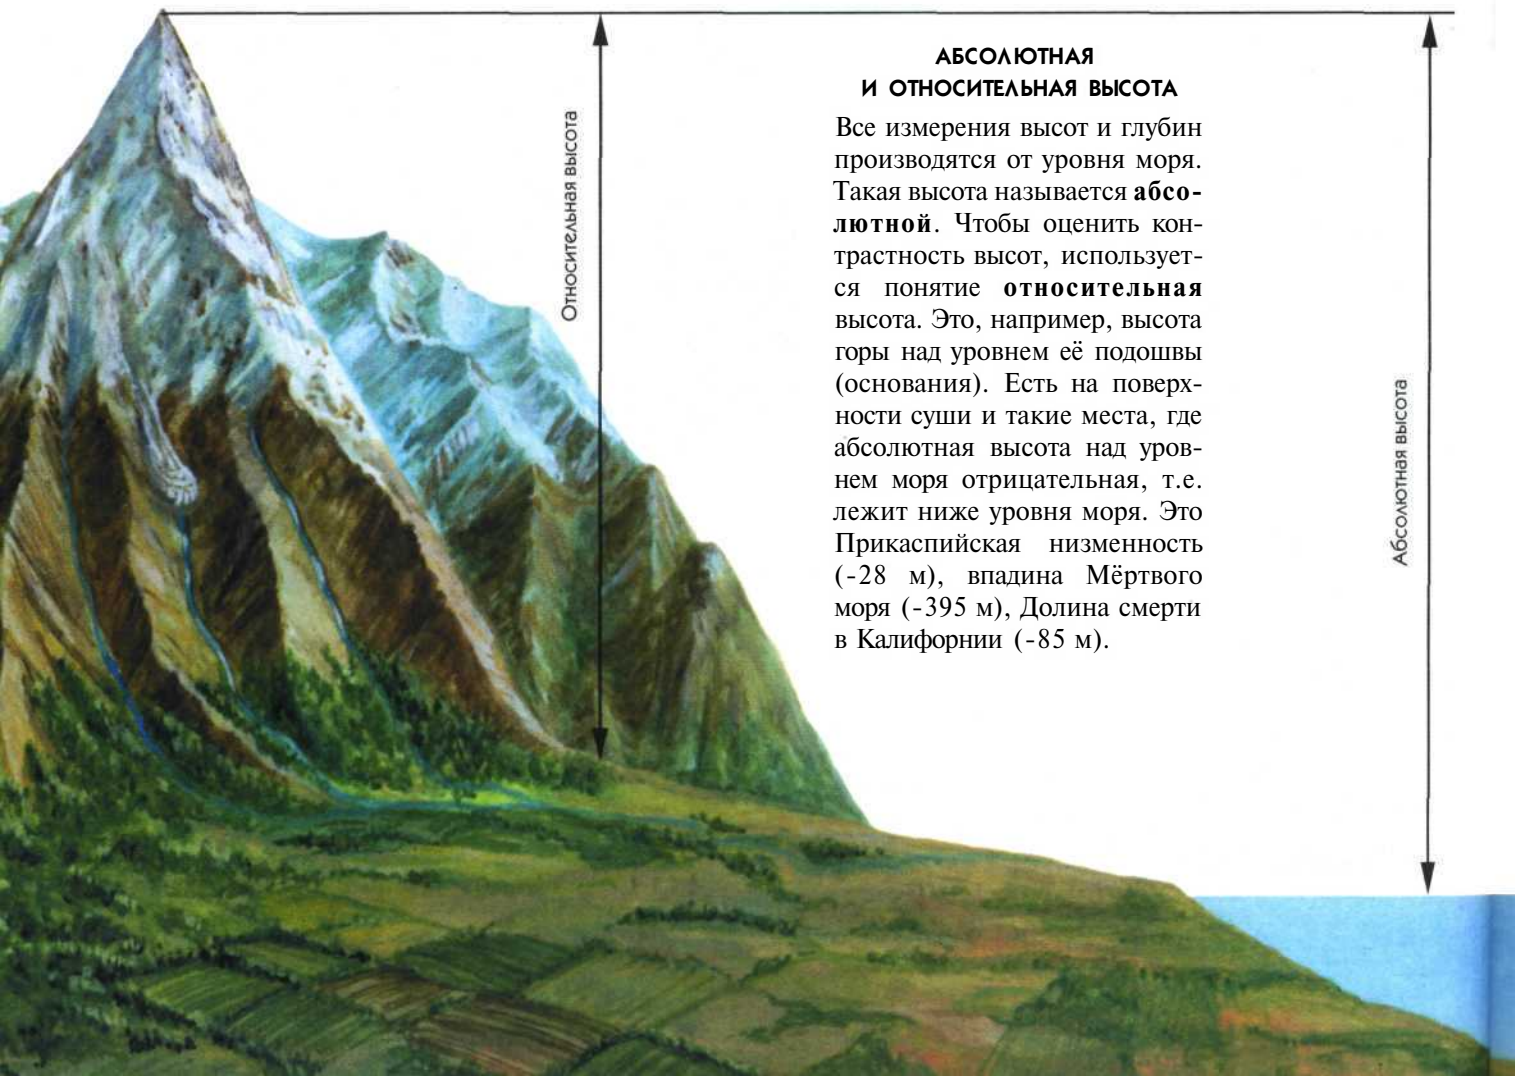 АБСОЛЮТНАЯ
И ОТНОСИТЕЛЬНАЯ ВЫСОТА
Все измерения высот и глубин
производятся от уровня моря.
Такая высота называется абсо-
лютной. Чтобы оценить кон-
трастность высот, использует-
ся понятие относительная
высота. Это, например, высота
горы над уровнем её подошвы
(основания). Есть на поверх-
ности суши и такие места, где
абсолютная высота над уров-
нем моря отрицательная, т.е.
лежит ниже уровня моря. Это
Прикаспийская низменность
(-28 м), впадина Мёртвого
моря (-395 м), Долина смерти
в Калифорнии (-85 м).
Относительная высота
Абсолютная высота